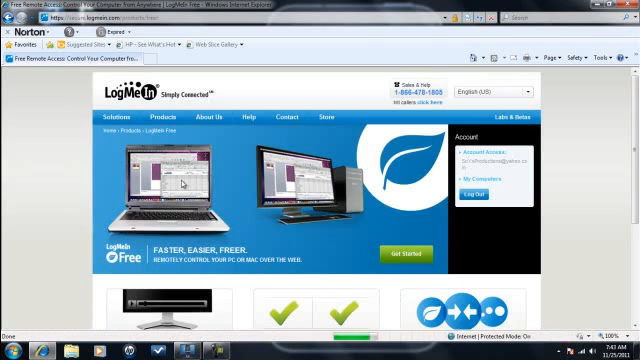 Free Remote Access: Control Your Computer from Anywhere | LogMeIn Free - Windows Internet Explorer
https://secure.logmein.com/products/free/
Norton
Expired
Favorites
Suggested Sites
HP - See What's Hot
Web Slice Gallery
Free Remote Access: Control Your Computer from...
Page
Safety
Tools
LogMeIn
Simply Connected
Sales & Help
1-866-478-1805
Intl callers click here
English (US)
Solutions
Products
About Us
Help
Contact
Store
Labs & Betas
Home › Products › LogMeIn Free
Account
Account Access:
My Computers
Log Out
LogMeIn
Free
FASTER, EASIER, FREER.
REMOTELY CONTROL YOUR PC OR MAC OVER THE WEB.
Get Started
Done
Internet | Protected Mode: On
100%
7:43 AM
11/25/2010